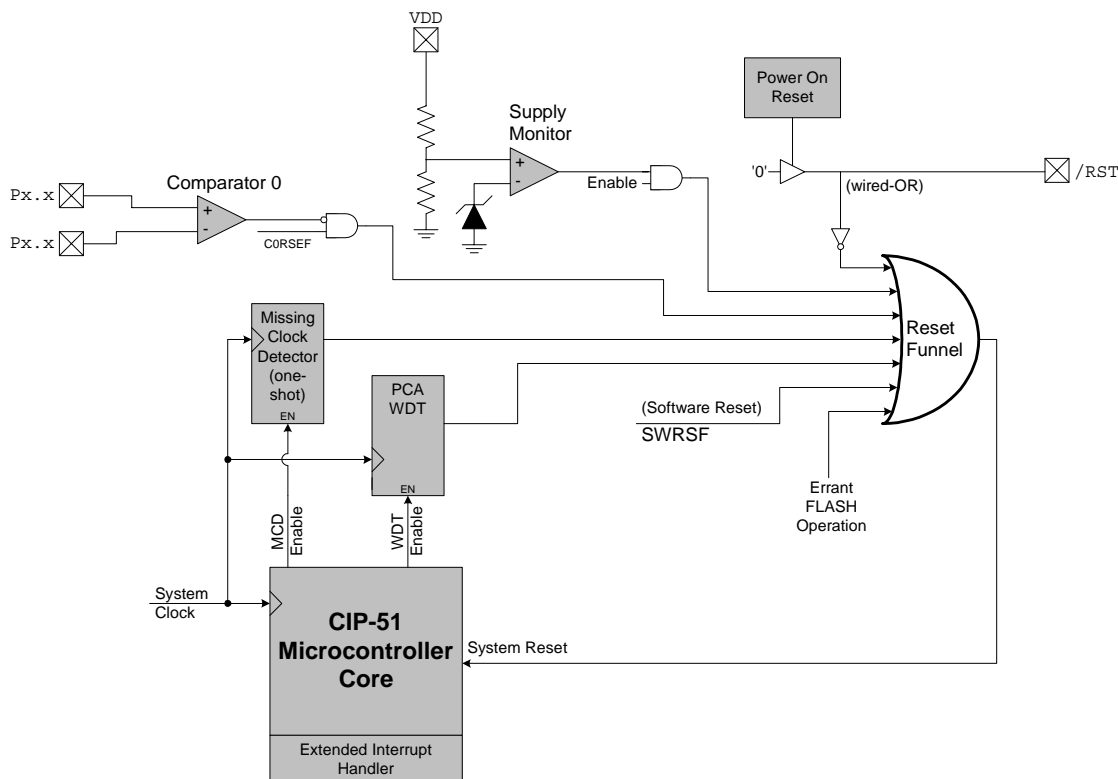 VDD
Power On
Reset
Supply
Monitor
'0'
/RST
(wired-OR)
Enable
Comparator 0
Px.x
Px.x
C0RSEF
Missing
Clock
Detector
(one-
shot)
EN
Reset
Funnel
PCA
WDT
EN
(Software Reset)
SWRSF
Errant
FLASH
Operation
MCD
Enable
WDT
Enable
System
Clock
CIP-51
Microcontroller
Core
System Reset
Extended Interrupt
Handler
+
-
+
-